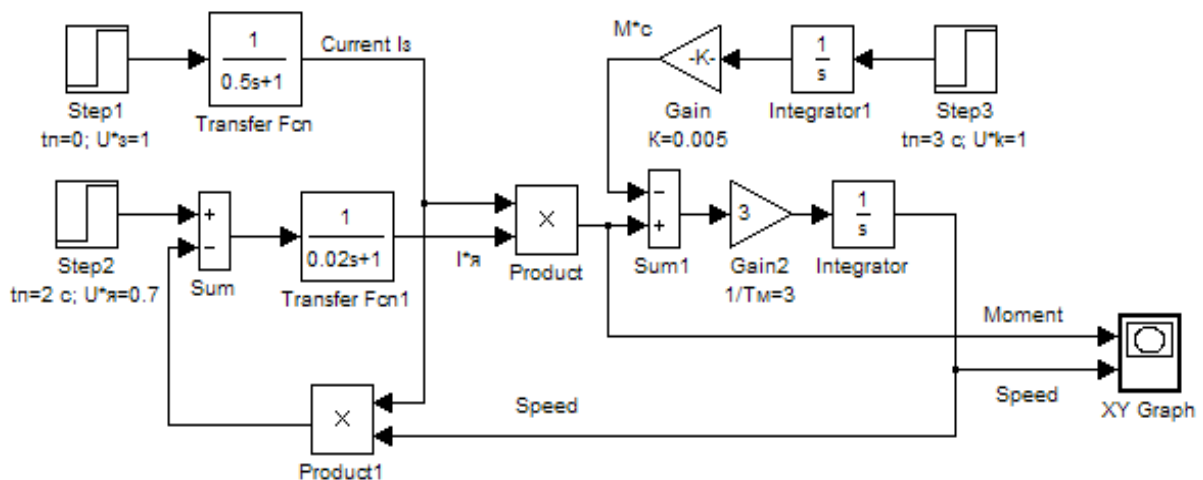 Step1
tп=0; U*s=1
1
0.5s+1
Transfer Fcn
Current Is
M*c
-K-
Gain
K=0.005
1
s
Integrator1
Step3
tп=3 c; U*k=1
Step2
tп=2 c; U*я=0.7
+
−
Sum
1
0.02s+1
Transfer Fcn1
I*я
×
Product
−
+
Sum1
3
Gain2
1/Tм=3
1
s
Integrator
Moment
Speed
XY Graph
Speed
×
Product1